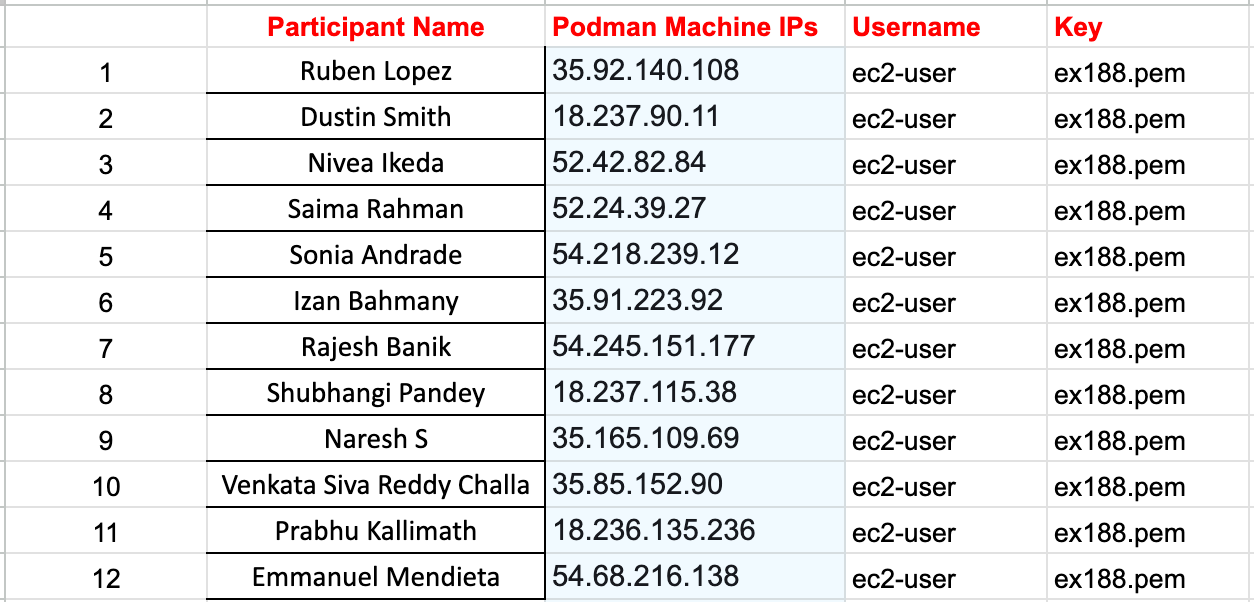 Participant Name Podman Machine IPs Username Key
1 Ruben Lopez 35.92.140.108 ec2-user ex188.pem
2 Dustin Smith 18.237.90.11 ec2-user ex188.pem
3 Nivea Ikeda 52.42.82.84 ec2-user ex188.pem
4 Saima Rahman 52.24.39.27 ec2-user ex188.pem
5 Sonia Andrade 54.218.239.12 ec2-user ex188.pem
6 Izan Bahmany 35.91.223.92 ec2-user ex188.pem
7 Rajesh Banik 54.245.151.177 ec2-user ex188.pem
8 Shubhangi Pandey 18.237.115.38 ec2-user ex188.pem
9 Naresh S 35.165.109.69 ec2-user ex188.pem
10 Venkata Siva Reddy Challa 35.85.152.90 ec2-user ex188.pem
11 Prabhu Kallimath 18.236.135.236 ec2-user ex188.pem
12 Emmanuel Mendieta 54.68.216.138 ec2-user ex188.pem